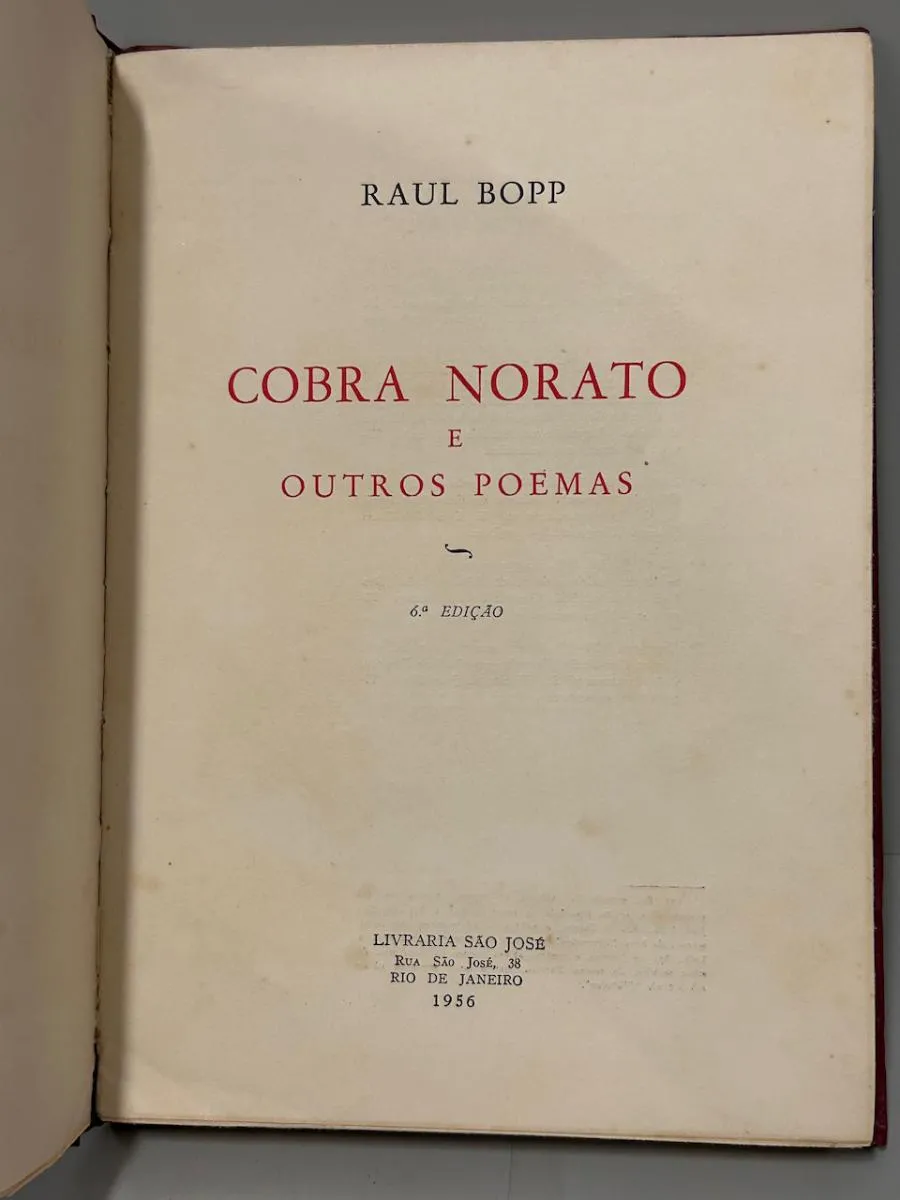 RAUL BOPP
COBRA NORATO
E
OUTROS POEMAS
6.ª EDIÇÃO
LIVRARIA SÃO JOSÉ
RUA SÃO JOSÉ, 38
RIO DE JANEIRO
1956